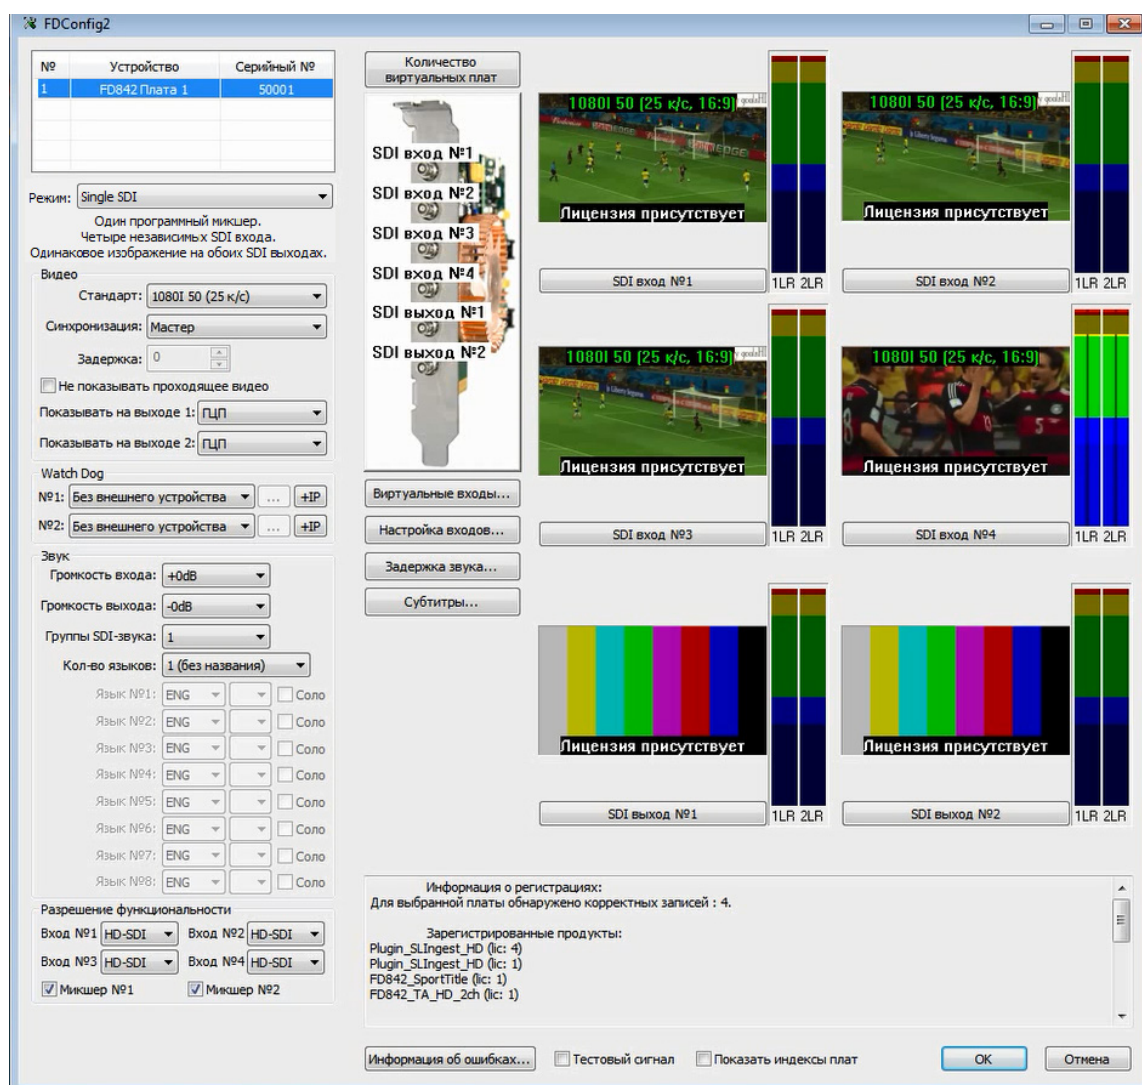 FDConfig2
№ Устройство Серийный №
1 FD842 Плата 1 50001
Режим: Single SDI
Один программный микшер.
Четыре независимых SDI входа.
Одинаковое изображение на обоих SDI выходах.
Видео
Стандарт: 1080I 50 (25 к/с)
Синхронизация: Мастер
Задержка: 0
Не показывать проходящее видео
Показывать на выходе 1: ПЦП
Показывать на выходе 2: ПЦП
Watch Dog
№1: Без внешнего устройства ... +IP
№2: Без внешнего устройства ... +IP
Звук
Громкость входа: +0dB
Громкость выхода: -0dB
Группы SDI-звука: 1
Кол-во языков: 1 (без названия)
Язык №1: ENG Соло
Язык №2: ENG Соло
Язык №3: ENG Соло
Язык №4: ENG Соло
Язык №5: ENG Соло
Язык №6: ENG Соло
Язык №7: ENG Соло
Язык №8: ENG Соло
Разрешение функциональности
Вход №1 HD-SDI Вход №2 HD-SDI
Вход №3 HD-SDI Вход №4 HD-SDI
Микшер №1 Микшер №2
Количество
виртуальных плат
SDI вход №1
SDI вход №2
SDI вход №3
SDI вход №4
SDI выход №1
SDI выход №2
Виртуальные входы...
Настройка входов...
Задержка звука...
Субтитры...
1080I 50 (25 к/с, 16:9)
Лицензия присутствует
SDI вход №1 1LR 2LR
1080I 50 (25 к/с, 16:9)
Лицензия присутствует
SDI вход №2 1LR 2LR
1080I 50 (25 к/с, 16:9)
Лицензия присутствует
SDI вход №3 1LR 2LR
1080I 50 (25 к/с, 16:9)
Лицензия присутствует
SDI вход №4 1LR 2LR
Лицензия присутствует
SDI выход №1 1LR 2LR
Лицензия присутствует
SDI выход №2 1LR 2LR
Информация о регистрациях:
Для выбранной платы обнаружено корректных записей : 4.
Зарегистрированные продукты:
Plugin_SLIngest_HD (lic: 4)
Plugin_SLIngest_HD (lic: 1)
FD842_SportTitle (lic: 1)
FD842_TA_HD_2ch (lic: 1)
Информация об ошибках... Тестовый сигнал Показать индексы плат OK Отмена